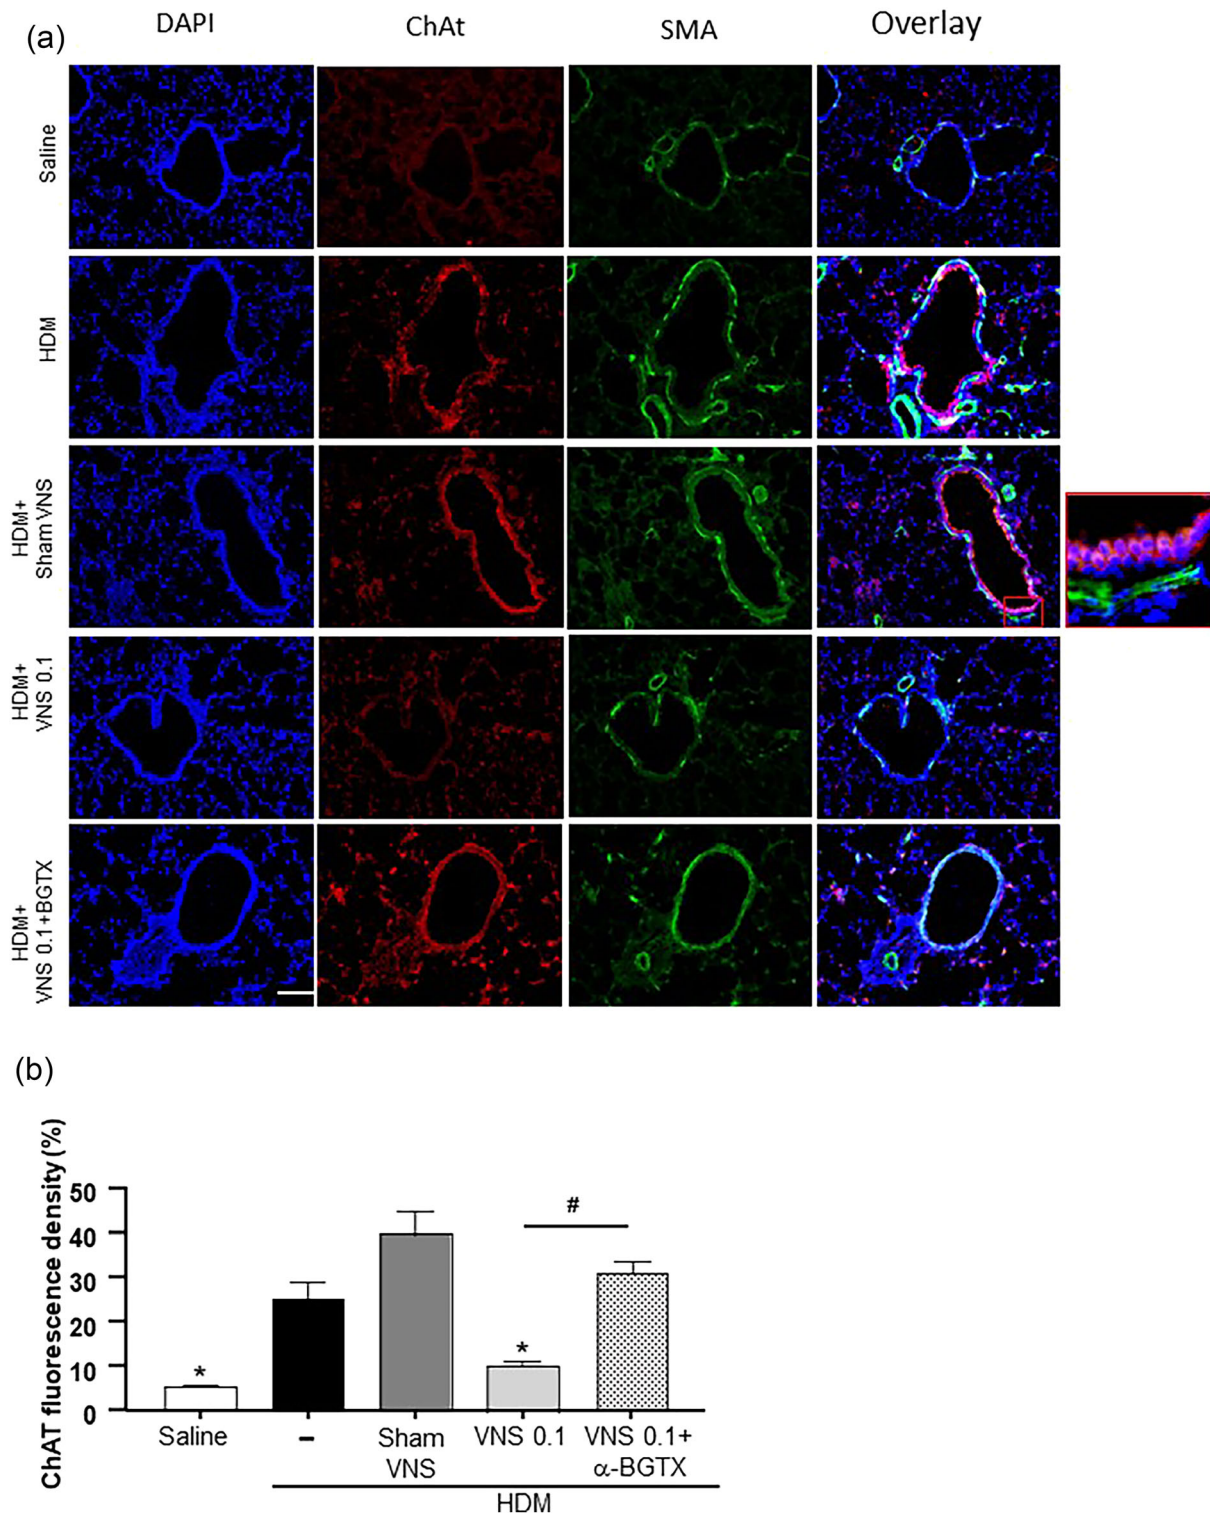 (a)
DAPI
ChAt
SMA
Overlay
Saline
HDM
HDM+
Sham VNS
HDM+
VNS 0.1
HDM+
VNS 0.1+BGTX
(b)
ChAT fluorescence density (%)
50
40
30
20
10
0
*
*
#
Saline
–
Sham
VNS
VNS 0.1
VNS 0.1+
α-BGTX
HDM